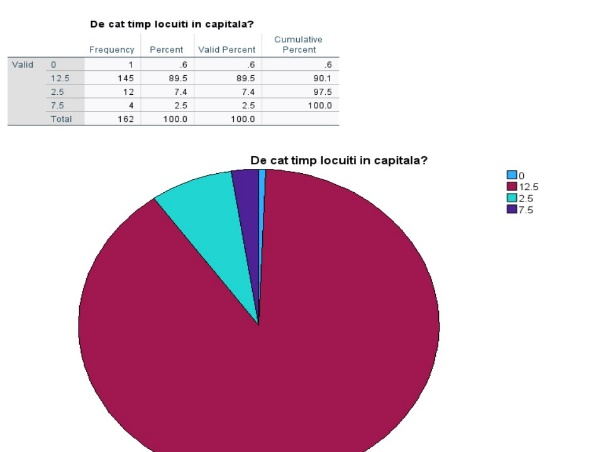 De cat timp locuiti in capitala?
Frequency Percent Valid Percent Cumulative Percent
Valid 0 1 .6 .6 .6
12.5 145 89.5 89.5 90.1
2.5 12 7.4 7.4 97.5
7.5 4 2.5 2.5 100.0
Total 162 100.0 100.0
De cat timp locuiti in capitala?
0
12.5
2.5
7.5